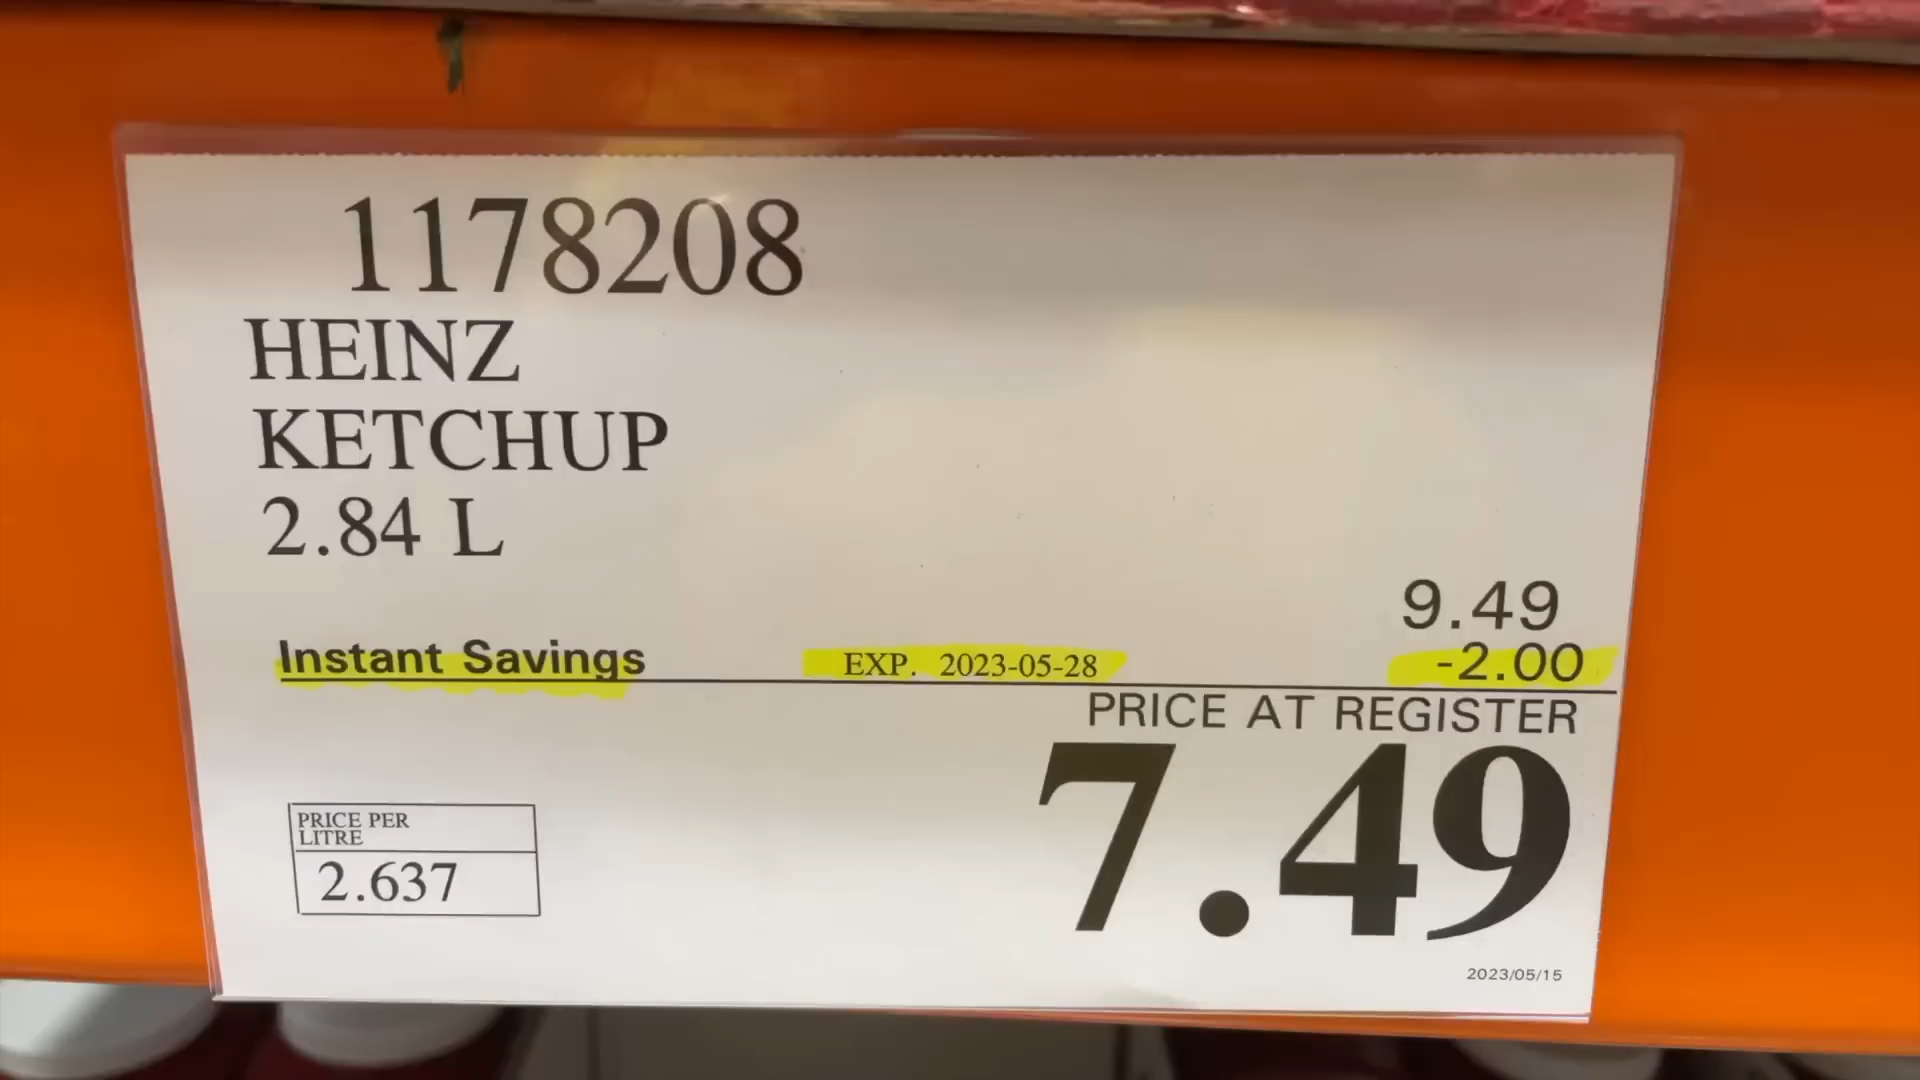 1178208
HEINZ
KETCHUP
2.84 L
9.49
Instant Savings EXP. 2023-05-28 -2.00
PRICE AT REGISTER
7.49
PRICE PER
LITRE
2.637
2023/05/15